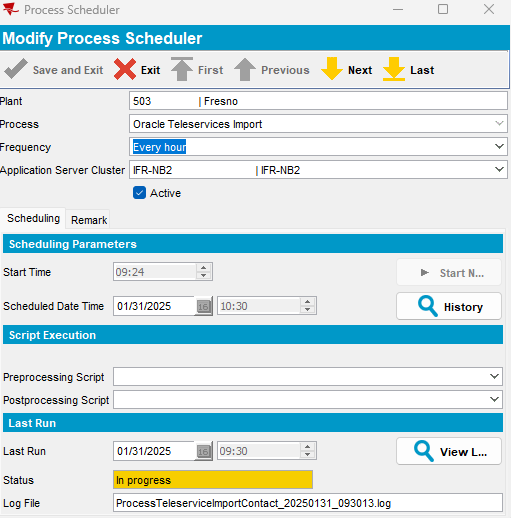 Process Scheduler
Modify Process Scheduler
Save and Exit Exit First Previous Next Last
Plant 503 | Fresno
Process Oracle Teleservices Import
Frequency Every hour
Application Server Cluster IFR-NB2 | IFR-NB2
Active
Scheduling Remark
Scheduling Parameters
Start Time 09:24 Start N...
Scheduled Date Time 01/31/2025 16 10:30 History
Script Execution
Preprocessing Script
Postprocessing Script
Last Run
Last Run 01/31/2025 16 09:30 View L...
Status In progress
Log File ProcessTeleserviceImportContact_20250131_093013.log